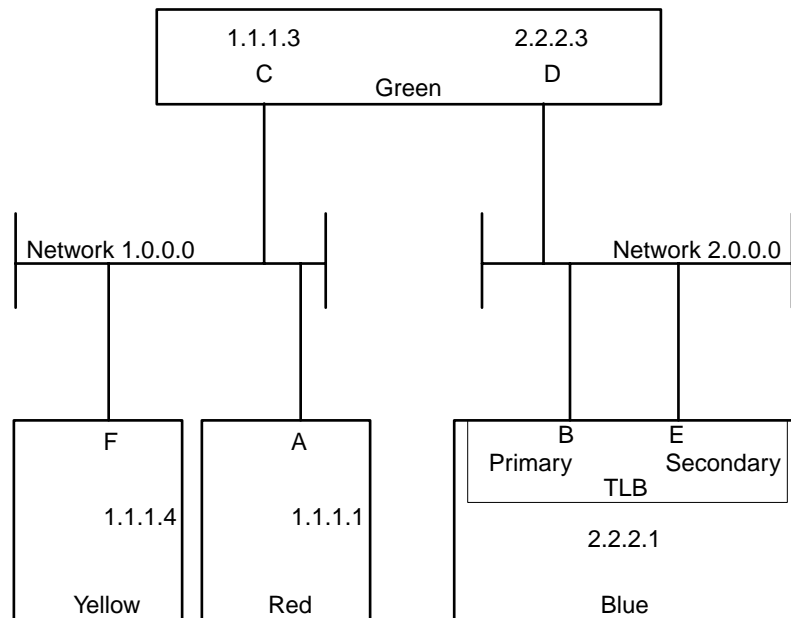 1.1.1.3 2.2.2.3
C D
Green
Network 1.0.0.0 Network 2.0.0.0
F A B E
Primary Secondary
TLB
1.1.1.4 1.1.1.1 2.2.2.1
Yellow Red Blue